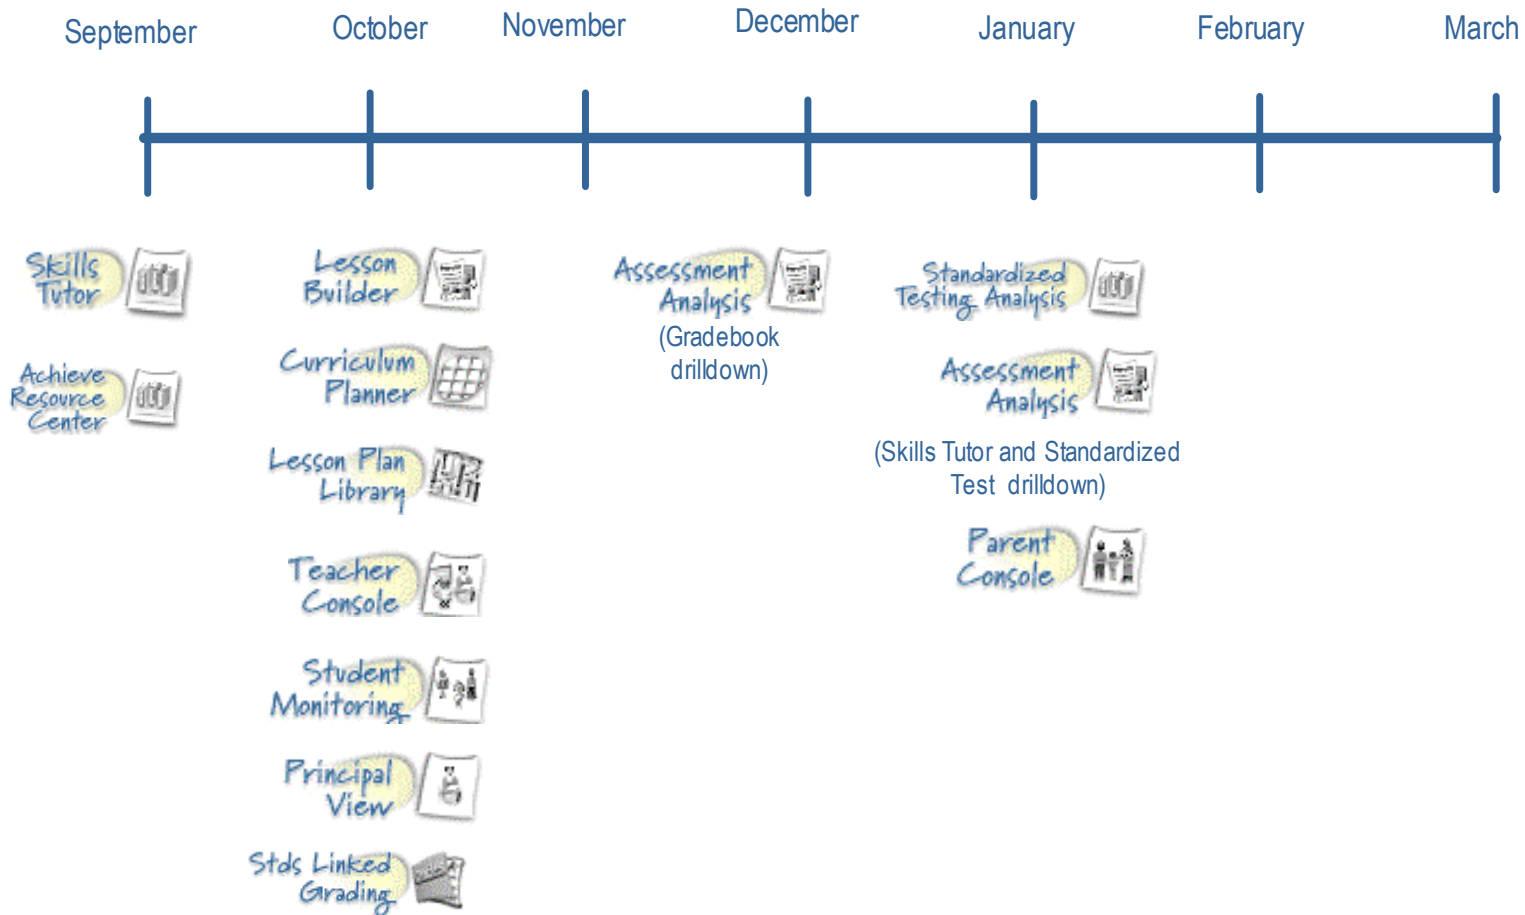 September
October
November
December
January
February
March
Skills
Tutor
Achieve
Resource
Center
Lesson
Builder
Curriculum
Planner
Lesson Plan
Library
Teacher
Console
Student
Monitoring
Principal
View
Stds Linked
Grading
Assessment
Analysis
(Gradebook
drilldown)
Standardized
Testing Analysis
Assessment
Analysis
(Skills Tutor and Standardized
Test drilldown)
Parent
Console